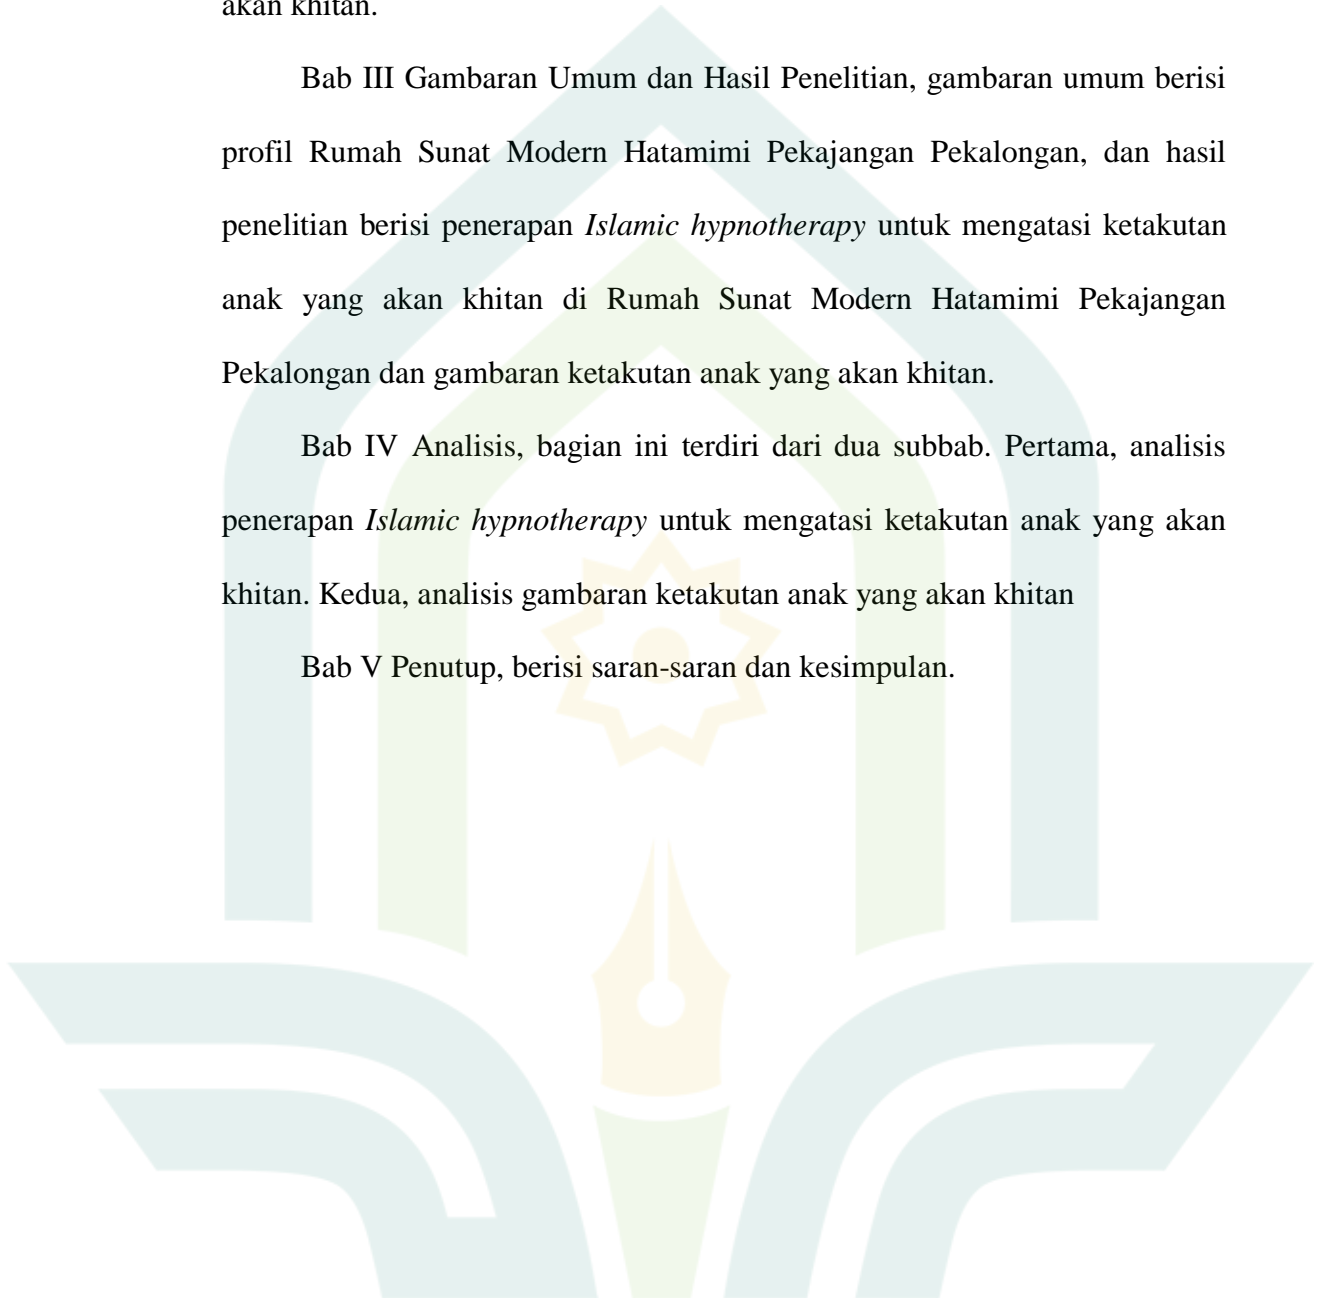 akan khitan.
Bab III Gambaran Umum dan Hasil Penelitian, gambaran umum berisi
profil Rumah Sunat Modern Hatamimi Pekajangan Pekalongan, dan hasil
penelitian berisi penerapan Islamic hypnotherapy untuk mengatasi ketakutan
anak yang akan khitan di Rumah Sunat Modern Hatamimi Pekajangan
Pekalongan dan gambaran ketakutan anak yang akan khitan.
Bab IV Analisis, bagian ini terdiri dari dua subbab. Pertama, analisis
penerapan Islamic hypnotherapy untuk mengatasi ketakutan anak yang akan
khitan. Kedua, analisis gambaran ketakutan anak yang akan khitan
Bab V Penutup, berisi saran-saran dan kesimpulan.